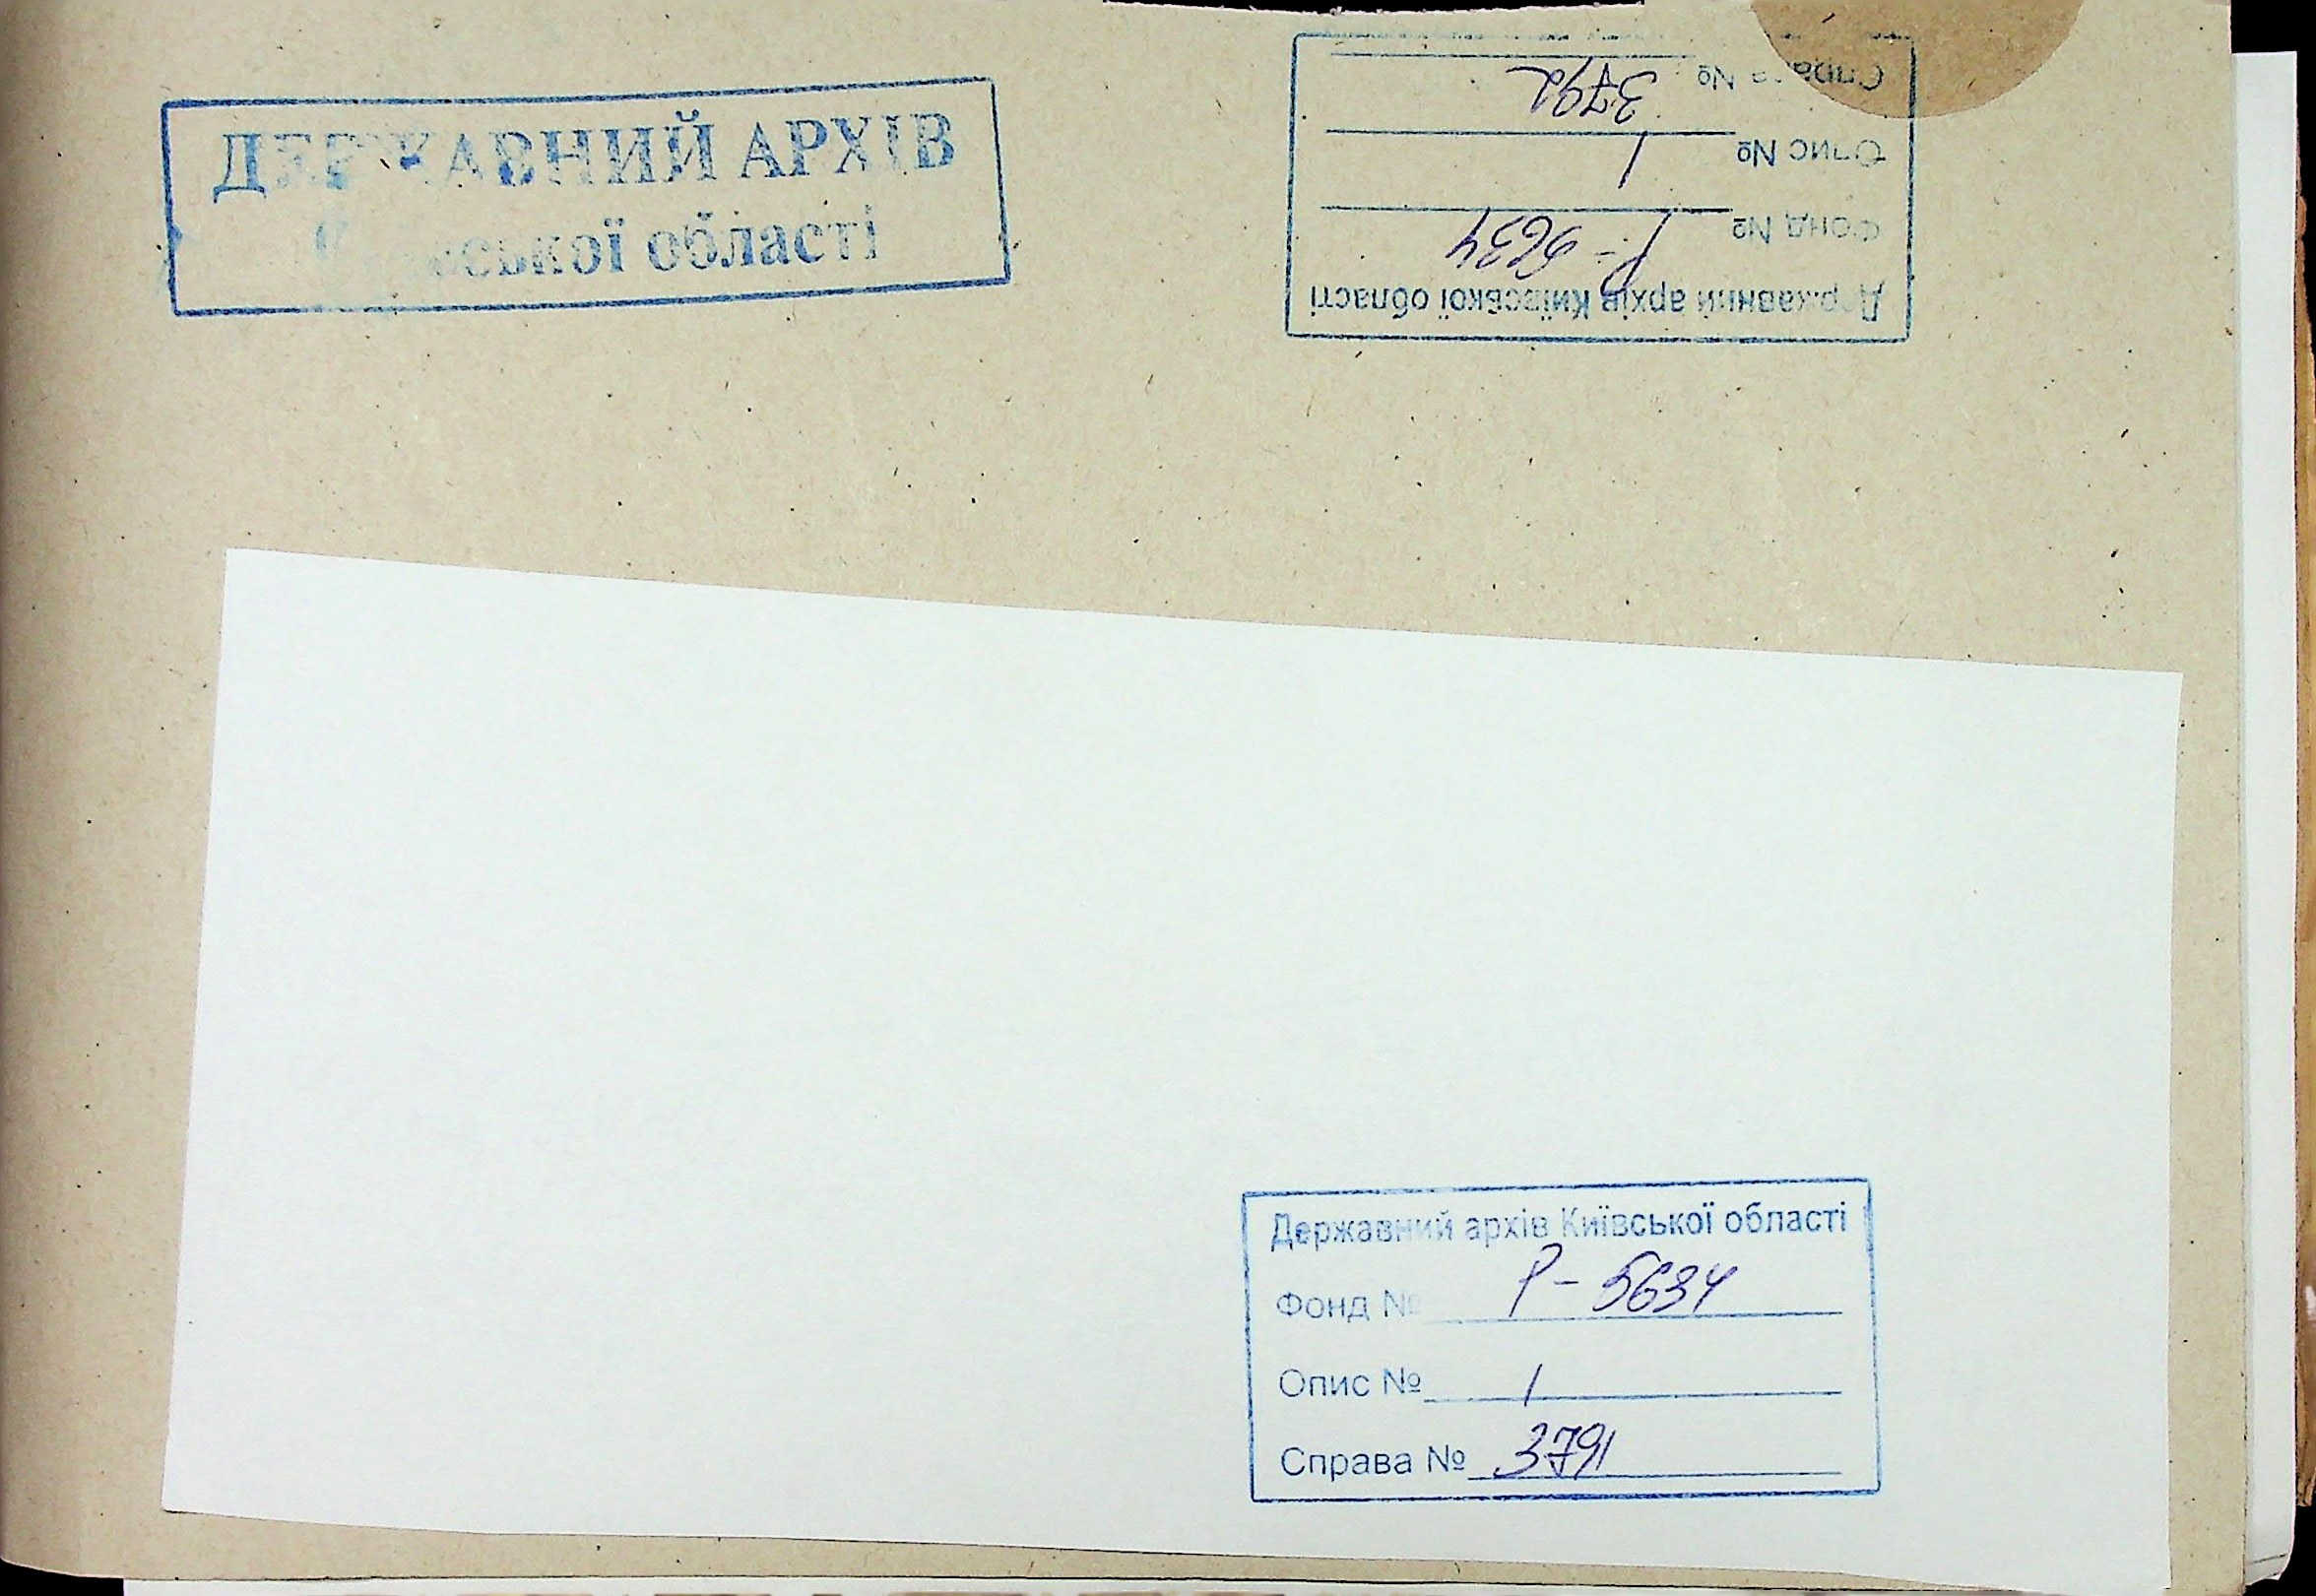 ДЕРЖАВНИЙ АРХІВ
області
Державний архів Київської області
Фонд № Р-5634
Опис № 1
Справа № 3792
Державний архів Київської області
Фонд № Р-5634
Опис № 1
Справа № 3791